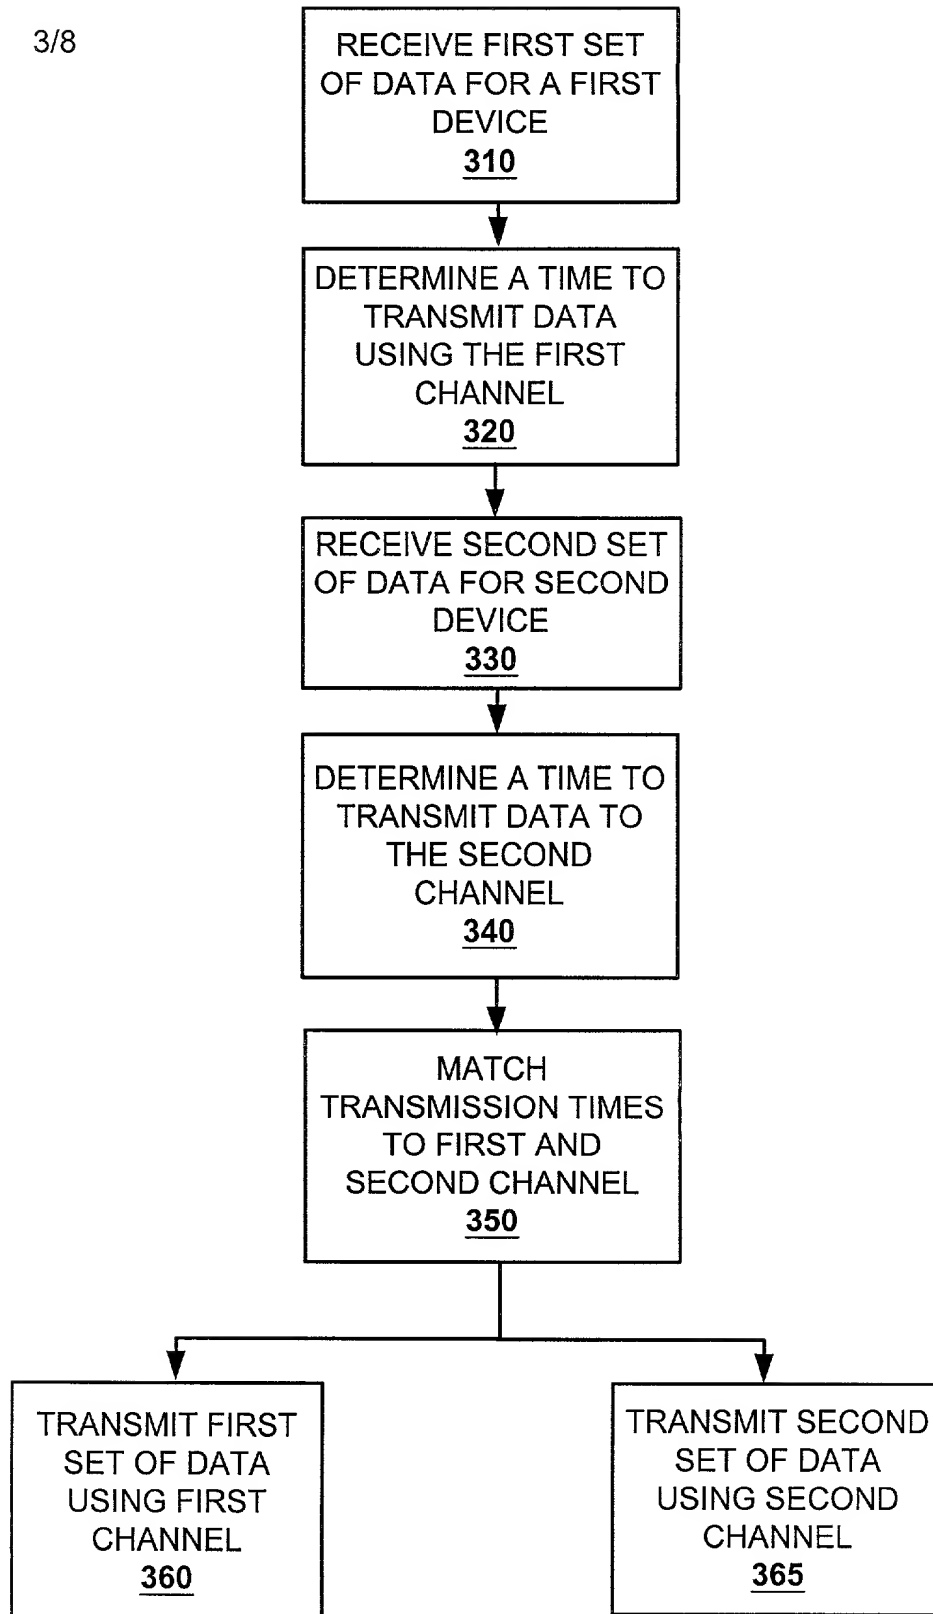 3/8
RECEIVE FIRST SET
OF DATA FOR A FIRST
DEVICE
310
DETERMINE A TIME TO
TRANSMIT DATA
USING THE FIRST
CHANNEL
320
RECEIVE SECOND SET
OF DATA FOR SECOND
DEVICE
330
DETERMINE A TIME TO
TRANSMIT DATA TO
THE SECOND
CHANNEL
340
MATCH
TRANSMISSION TIMES
TO FIRST AND
SECOND CHANNEL
350
TRANSMIT FIRST
SET OF DATA
USING FIRST
CHANNEL
360
TRANSMIT SECOND
SET OF DATA
USING SECOND
CHANNEL
365